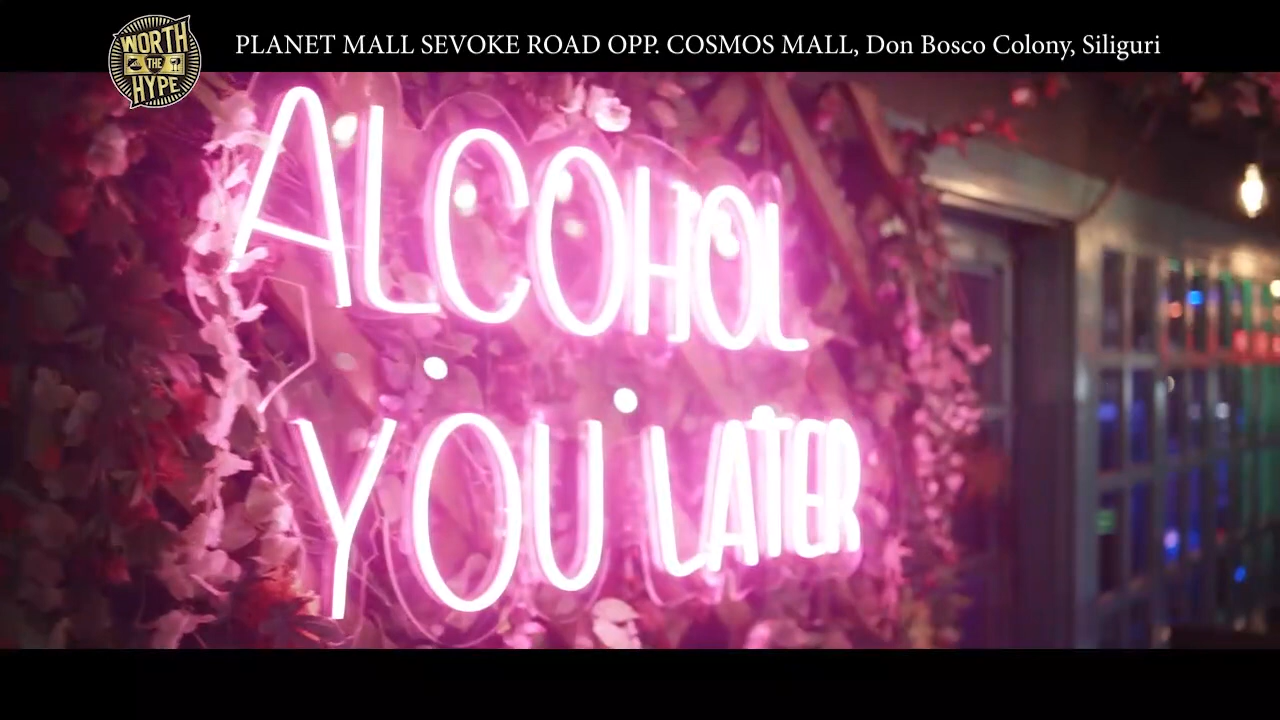 WORTH
THE
HYPE
PLANET MALL SEVOKE ROAD OPP. COSMOS MALL, Don Bosco Colony, Siliguri
ALCOHOL
YOU LATER